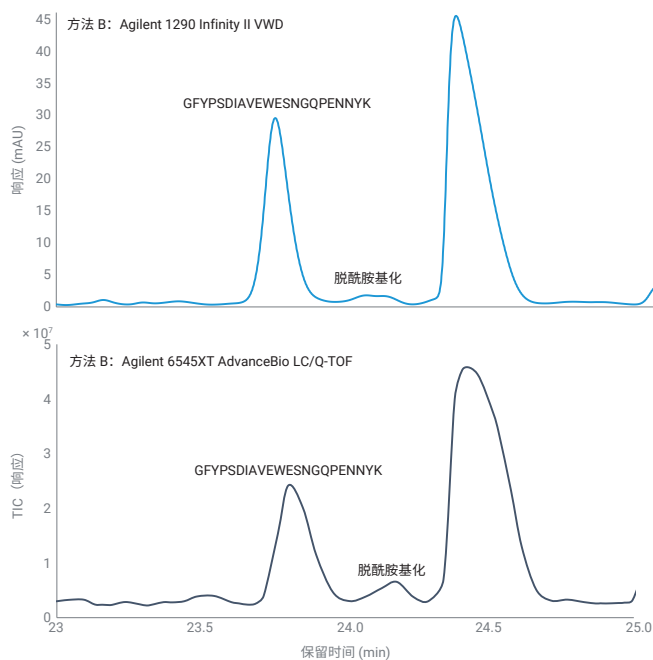 方法 B：Agilent 1290 Infinity II VWD
45
40
35
30
25
20
15
10
5
0
响应 (mAU)
GFYPSDIAVEWESNGQPENNYK
脱酰胺基化
× 10⁷
方法 B：Agilent 6545XT AdvanceBio LC/Q-TOF
5
4
3
2
1
0
TIC（响应）
GFYPSDIAVEWESNGQPENNYK
脱酰胺基化
23 23.5 24.0 24.5 25.0
保留时间 (min)